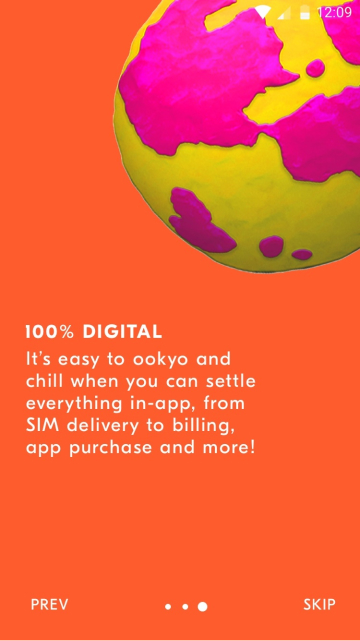 12:09
100% DIGITAL
It's easy to ookyo and
chill when you can settle
everything in-app, from
SIM delivery to billing,
app purchase and more!
PREV
SKIP